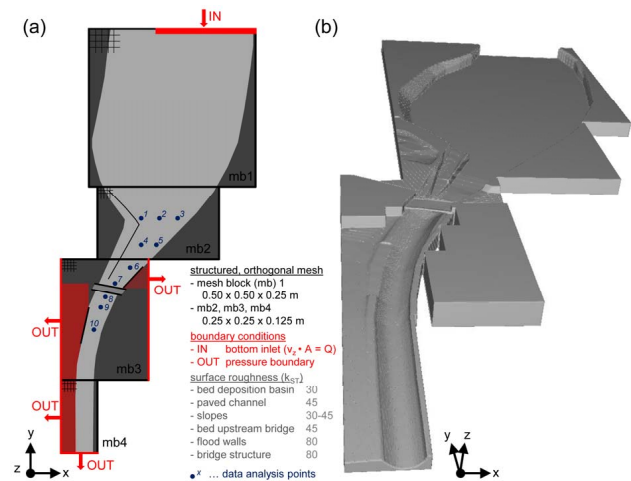 (a)
IN
(b)
mb1
1 2 3
mb2
4 5
6
7
OUT
8
9
OUT
10
mb3
OUT
mb4
OUT
y
z
x
structured, orthogonal mesh
- mesh block (mb) 1
0.50 x 0.50 x 0.25 m
- mb2, mb3, mb4
0.25 x 0.25 x 0.125 m
boundary conditions
- IN bottom inlet (vz • A = Q)
- OUT pressure boundary
surface roughness (kST)
- bed deposition basin 30
- paved channel 45
- slopes 30-45
- bed upstream bridge 45
- flood walls 80
- bridge structure 80
x ... data analysis points
y
z
x